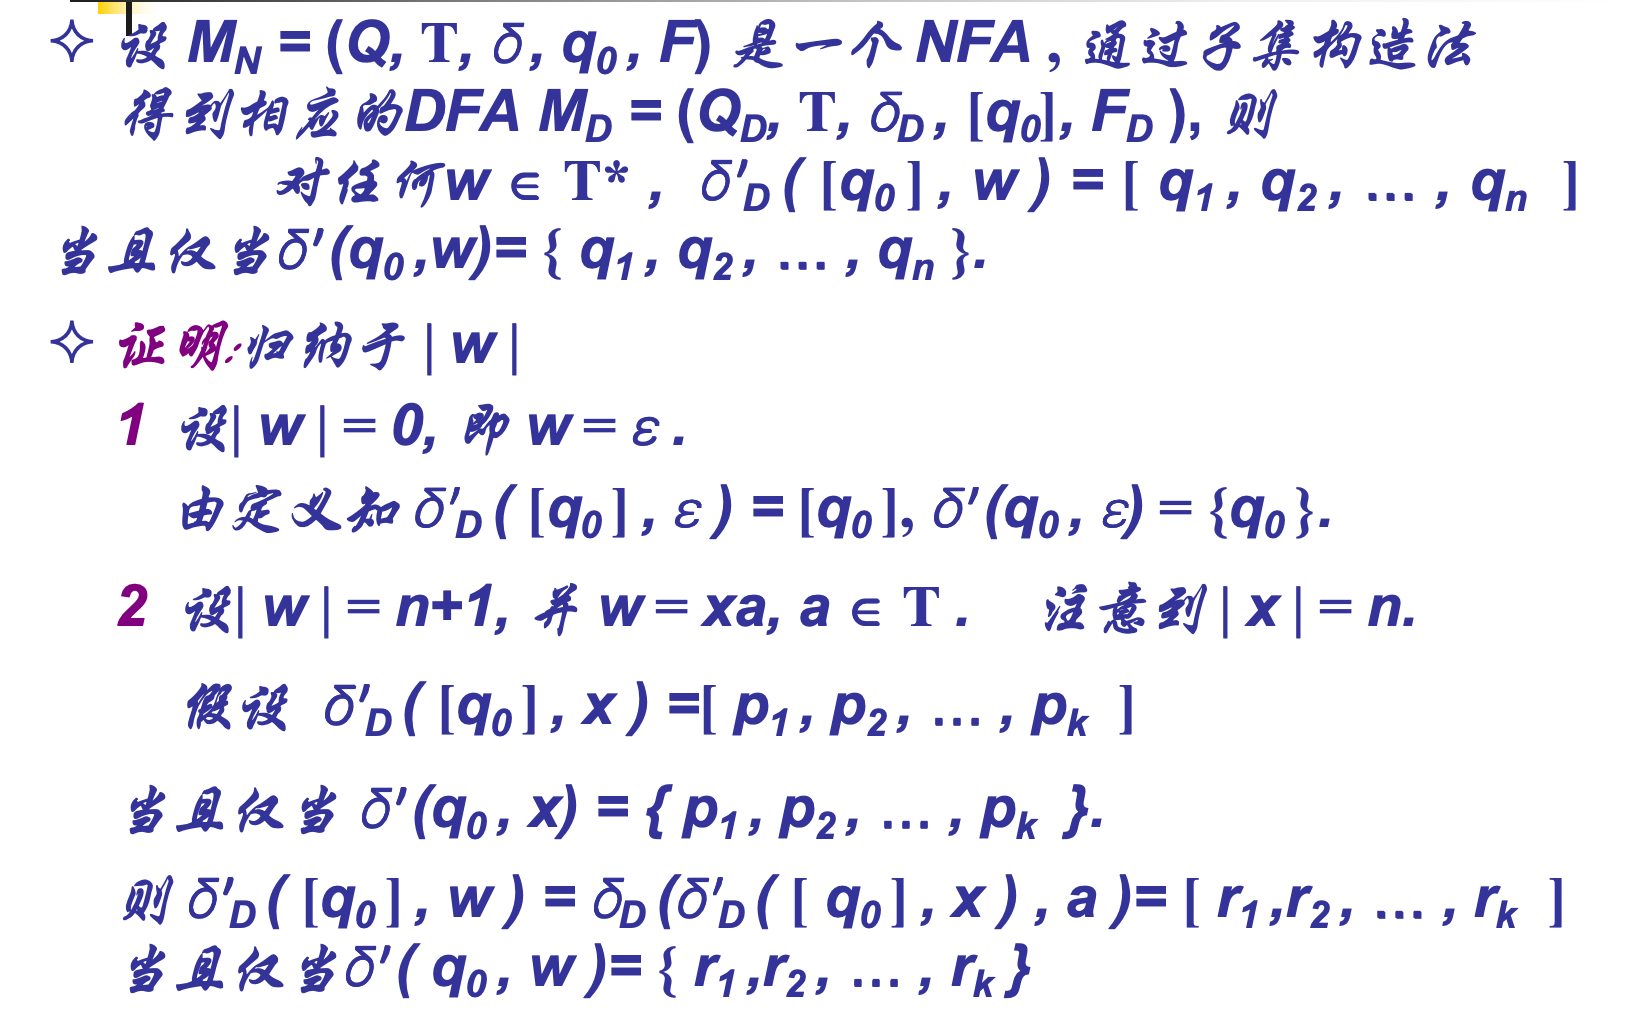 ✧ 设 M_N = (Q, T, δ, q₀, F) 是一个 NFA , 通过子集构造法
得到相应的DFA M_D = (Q_D, T, δ_D, [q₀], F_D ), 则
对任何w ∈ T* , δ′_D ( [q₀] , w ) = [ q₁ , q₂ , … , qₙ ]
当且仅当δ′(q₀ ,w)= { q₁ , q₂ , … , qₙ }.
✧ 证明:归纳于 | w |
1 设| w | = 0, 即 w = ε .
由定义知 δ′_D ( [q₀] , ε ) = [q₀], δ′(q₀ , ε) = {q₀ }.
2 设| w | = n+1, 并 w = xa, a ∈ T . 注意到 | x | = n.
假设 δ′_D ( [q₀] , x ) =[ p₁ , p₂ , … , pₖ ]
当且仅当 δ′(q₀ , x) = { p₁ , p₂ , … , pₖ }.
则 δ′_D ( [q₀] , w ) = δ_D (δ′_D ( [ q₀] , x ) , a )= [ r₁ ,r₂ , … , rₖ ]
当且仅当δ′( q₀ , w )= { r₁ ,r₂ , … , rₖ }